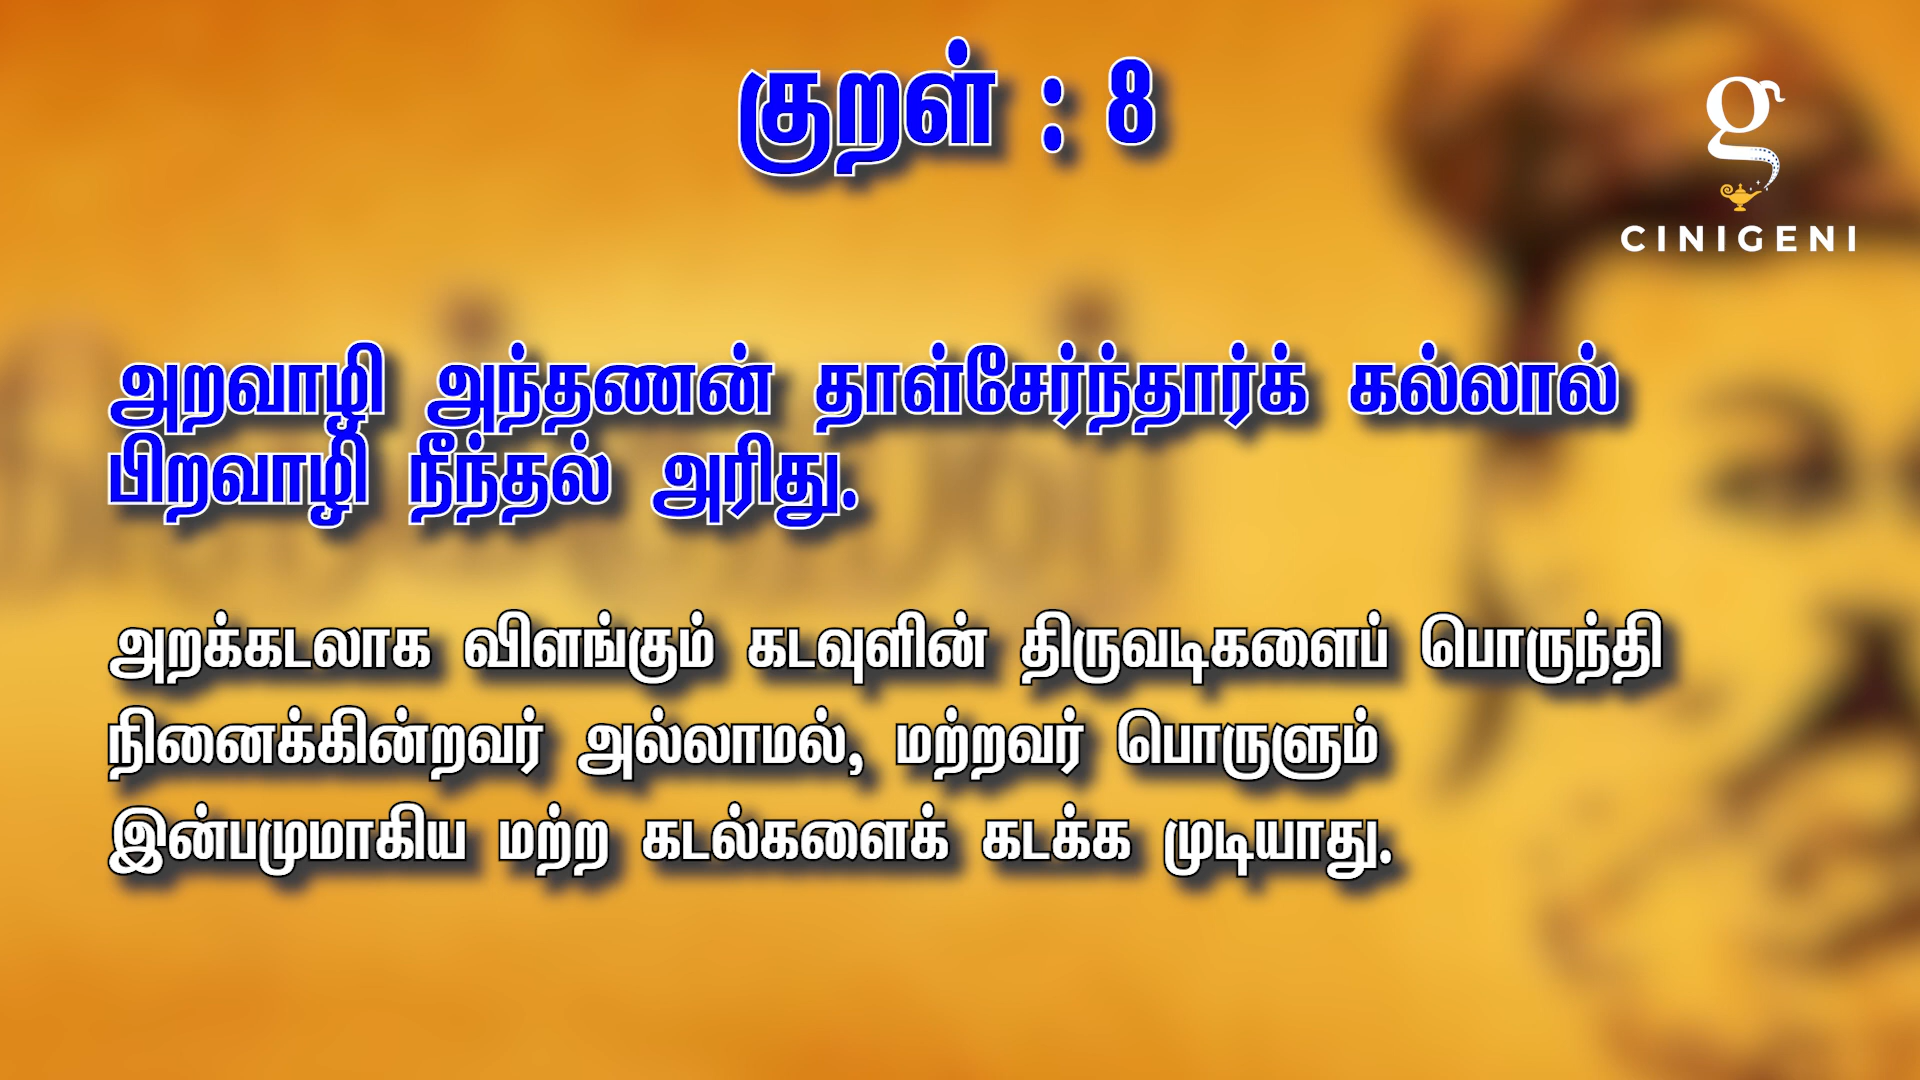 குறள் : 8
g
CINIGENI
அறவாழி அந்தணன் தாள்சேர்ந்தார்க் கல்லால்
பிறவாழி நீந்தல் அரிது.
அறக்கடலாக விளங்கும் கடவுளின் திருவடிகளைப் பொருந்தி
நினைக்கின்றவர் அல்லாமல், மற்றவர் பொருளும்
இன்பமுமாகிய மற்ற கடல்களைக் கடக்க முடியாது.